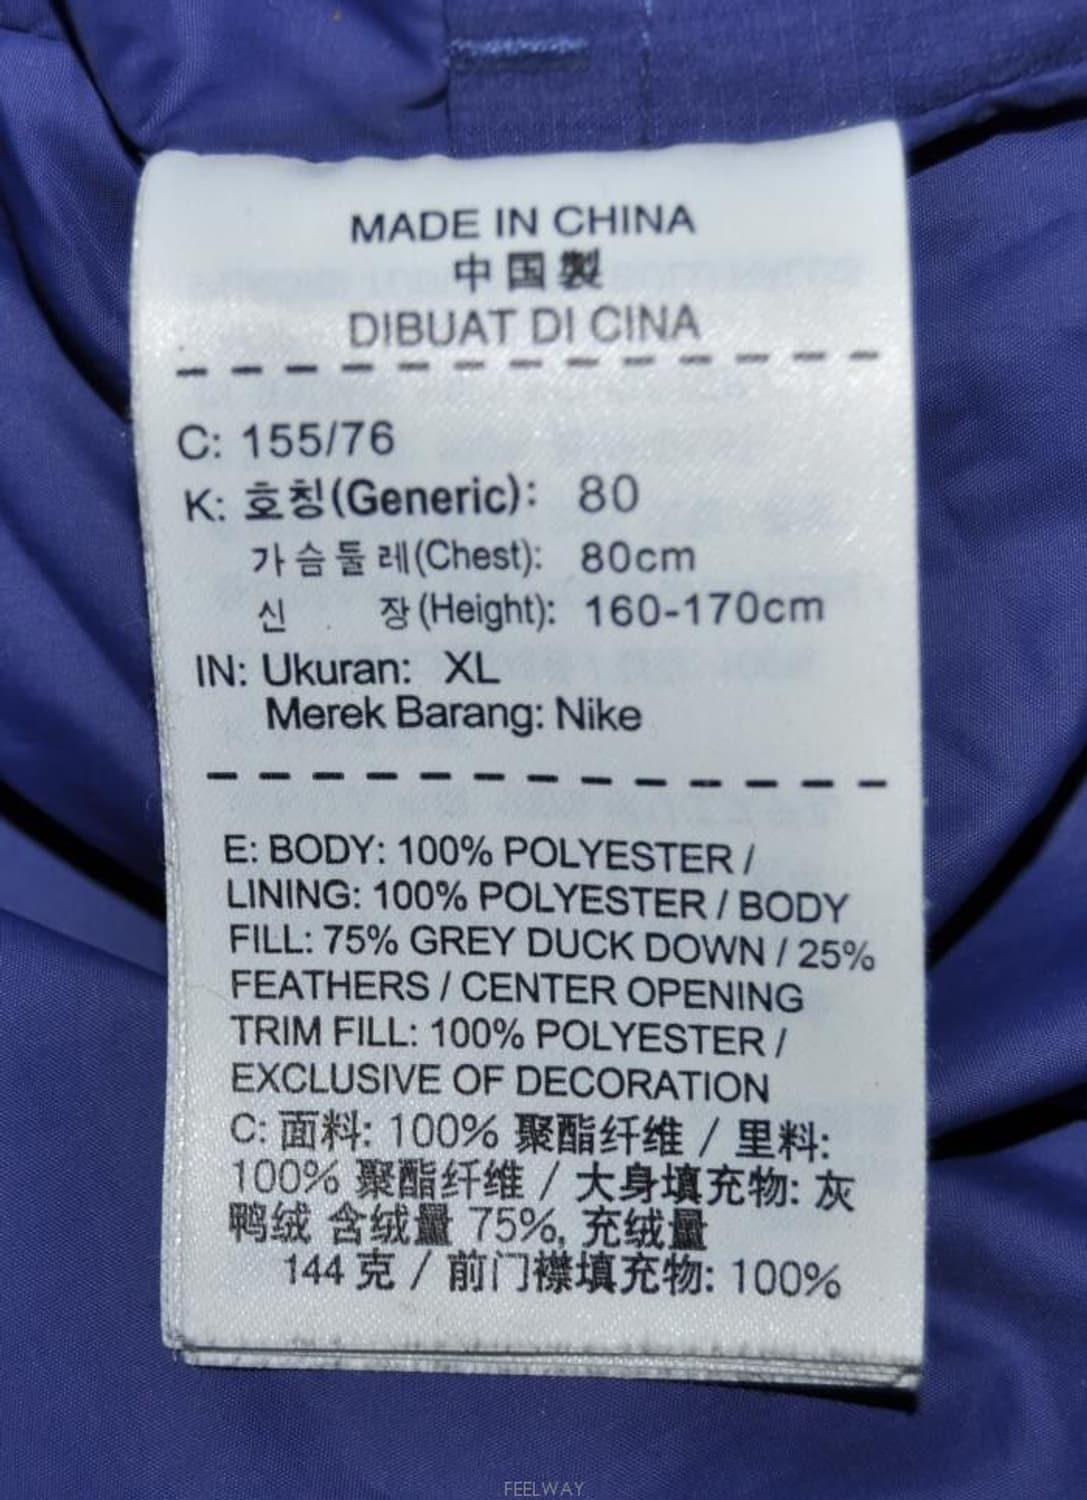 MADE IN CHINA
中国製
DIBUAT DI CINA
C: 155/76
K: 호칭(Generic): 80
가슴둘레(Chest): 80cm
신 장(Height): 160-170cm
IN: Ukuran: XL
Merek Barang: Nike
E: BODY: 100% POLYESTER /
LINING: 100% POLYESTER / BODY
FILL: 75% GREY DUCK DOWN / 25%
FEATHERS / CENTER OPENING
TRIM FILL: 100% POLYESTER /
EXCLUSIVE OF DECORATION
C: 面料: 100% 聚酯纤维 / 里料:
100% 聚酯纤维 / 大身填充物: 灰
鸭绒 含绒量 75%, 充绒量
144 克 / 前门襟填充物: 100%
FEELWAY